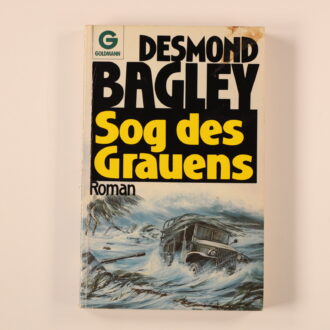 G
GOLDMANN
DESMOND
BAGLEY
Sog des
Grauens
Roman